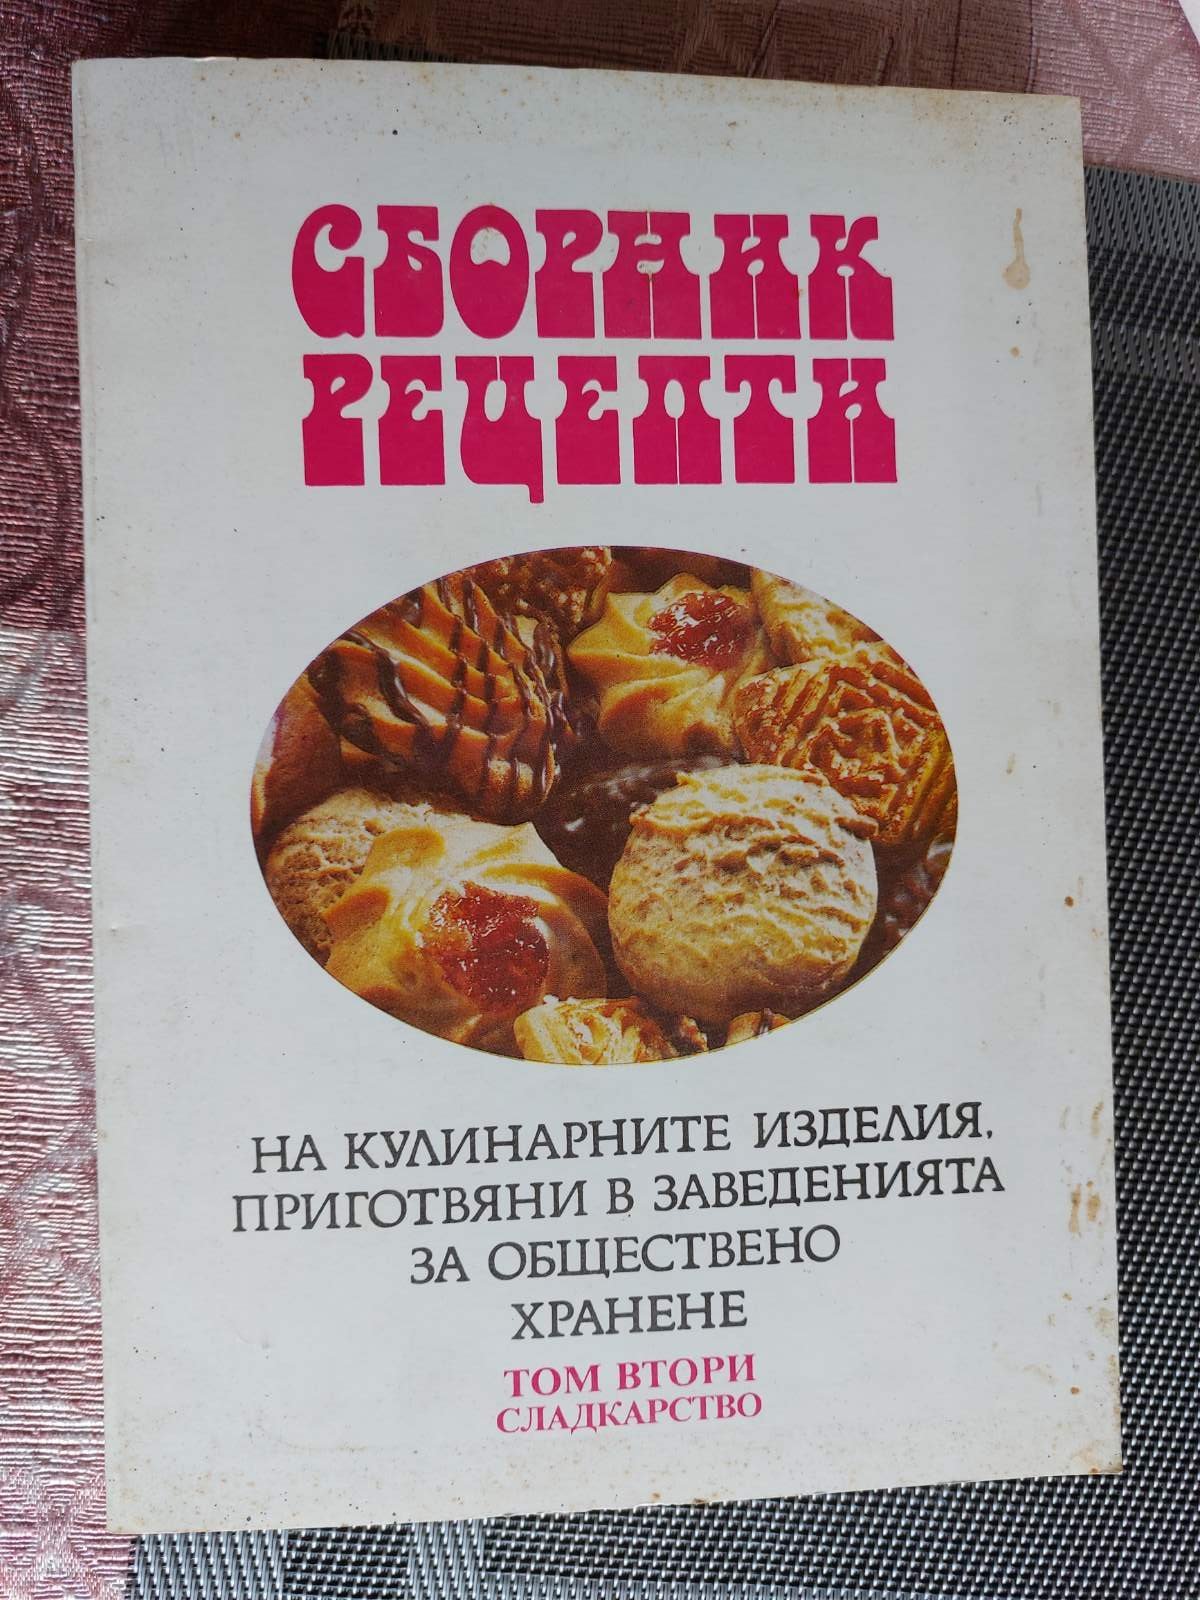 СБОРНИК
РЕЦЕПТИ
НА КУЛИНАРНИТЕ ИЗДЕЛИЯ,
ПРИГОТВЯНИ В ЗАВЕДЕНИЯТА
ЗА ОБЩЕСТВЕНО
ХРАНЕНЕ
ТОМ ВТОРИ
СЛАДКАРСТВО